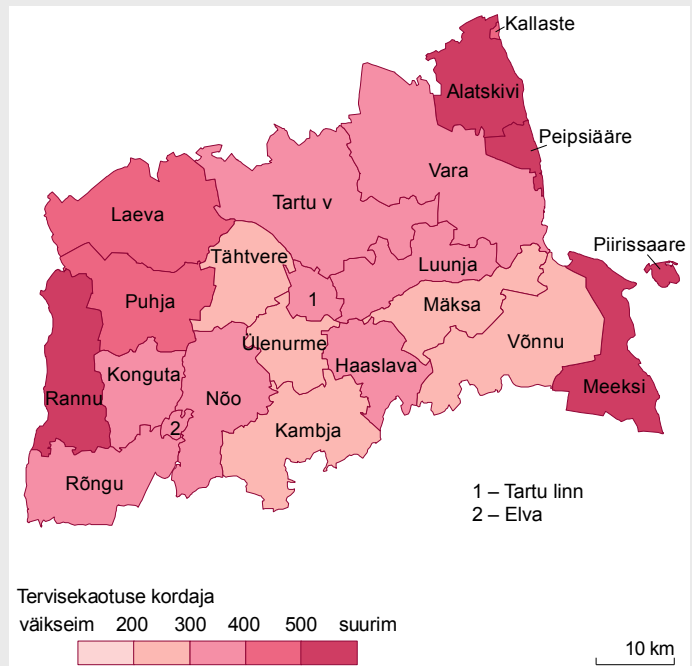 Kallaste
Alatskivi
Peipsiääre
Vara
Laeva
Tartu v
Tähtvere
Piirissaare
Luunja
Puhja
1
Mäksa
Ülenurme
Võnnu
Haaslava
Konguta
Meeksi
Rannu
Nõo
2
Kambja
Rõngu
1 – Tartu linn
2 – Elva
Tervisekaotuse kordaja
väikseim 200 300 400 500 suurim
10 km